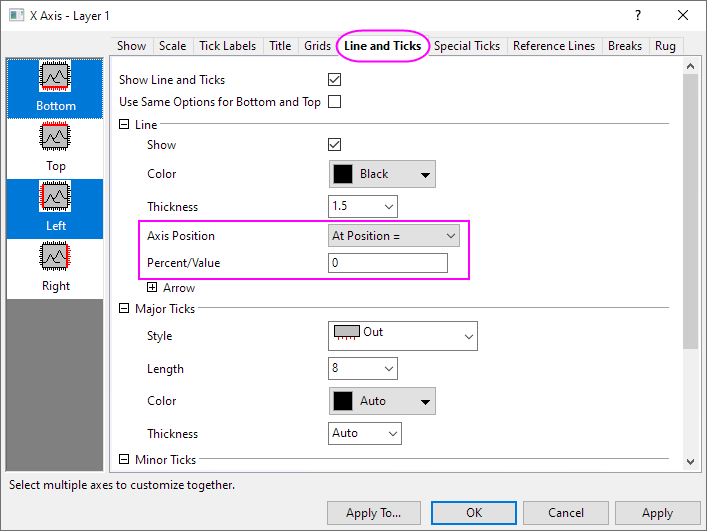 X Axis - Layer 1
?
Show Scale Tick Labels Title Grids Line and Ticks Special Ticks Reference Lines Breaks Rug
Bottom
Top
Left
Right
Show Line and Ticks
Use Same Options for Bottom and Top
Line
Show
Color Black
Thickness 1.5
Axis Position At Position =
Percent/Value 0
Arrow
Major Ticks
Style Out
Length 8
Color Auto
Thickness Auto
Minor Ticks
Select multiple axes to customize together.
Apply To... OK Cancel Apply